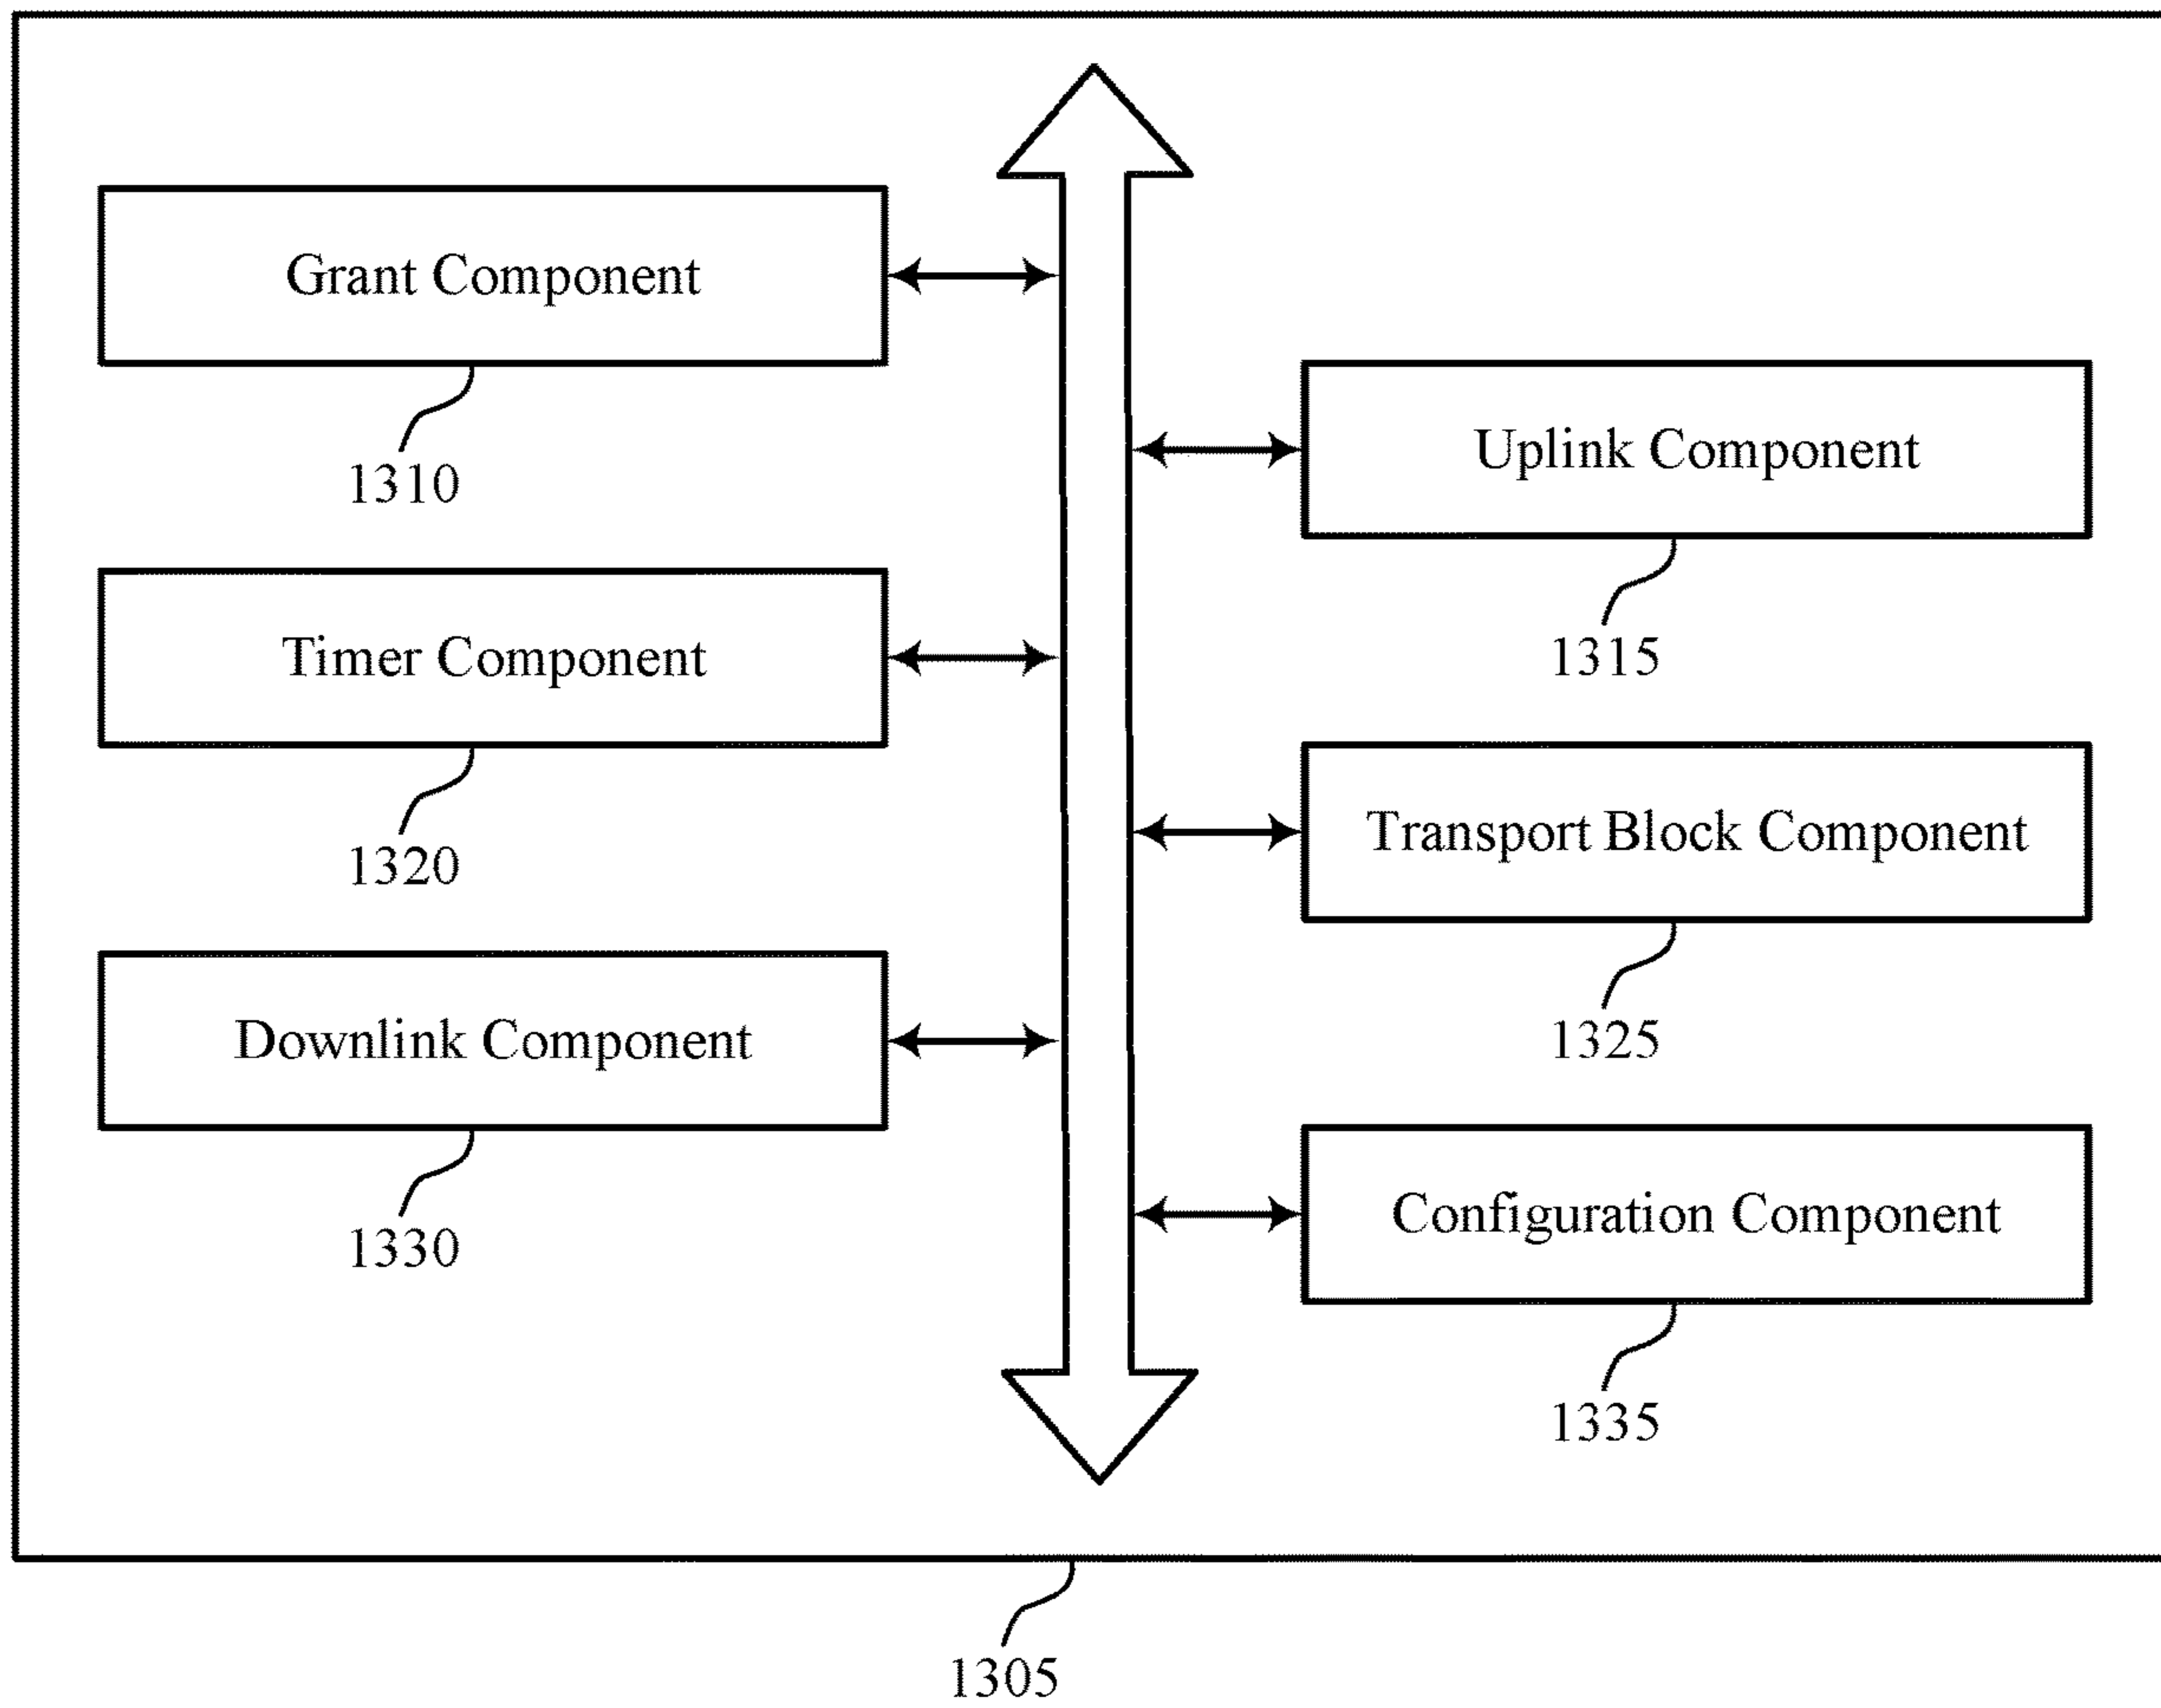 Grant Component
1310
Uplink Component
1315
Timer Component
1320
Transport Block Component
1325
Downlink Component
1330
Configuration Component
1335
1305